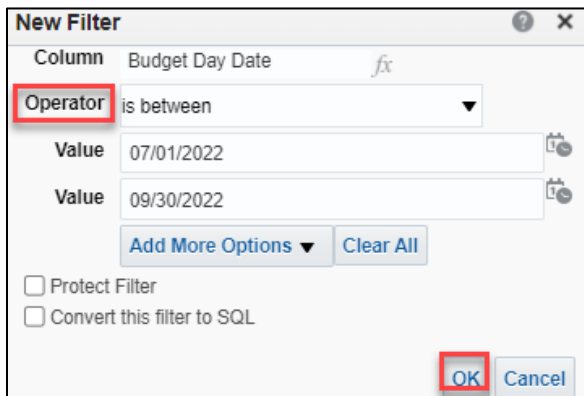 New Filter
Column Budget Day Date fx
Operator is between
Value 07/01/2022
Value 09/30/2022
Add More Options Clear All
Protect Filter
Convert this filter to SQL
OK Cancel